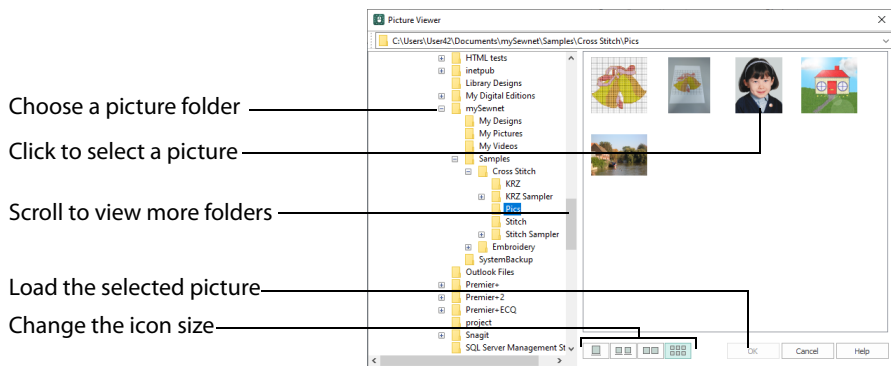 Picture Viewer
C:\Users\User42\Documents\mySewnet\Samples\Cross Stitch\Pics
HTML tests
inetpub
Library Designs
My Digital Editions
mySewnet
My Designs
My Pictures
My Videos
Samples
Cross Stitch
KRZ
KRZ Sampler
Pics
Stitch
Stitch Sampler
Embroidery
SystemBackup
Outlook Files
Premier+
Premier+2
Premier+ECQ
project
Snagit
SQL Server Management St
OK Cancel Help
Choose a picture folder
Click to select a picture
Scroll to view more folders
Load the selected picture
Change the icon size